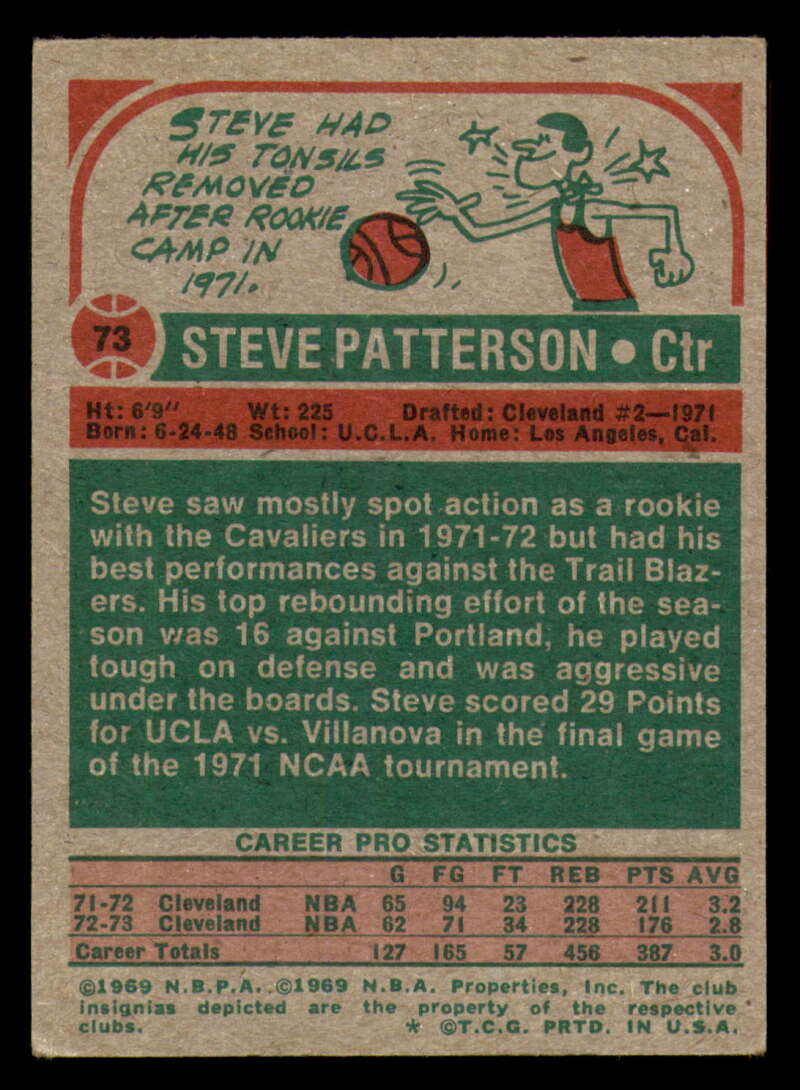 STEVE HAD
HIS TONSILS
REMOVED
AFTER ROOKIE
CAMP IN
1971.
73
STEVE PATTERSON • Ctr
Ht: 6'9" Wt: 225 Drafted: Cleveland #2—1971
Born: 6-24-48 School: U.C.L.A. Home: Los Angeles, Cal.
Steve saw mostly spot action as a rookie
with the Cavaliers in 1971-72 but had his
best performances against the Trail Blaz-
ers. His top rebounding effort of the sea-
son was 16 against Portland, he played
tough on defense and was aggressive
under the boards. Steve scored 29 Points
for UCLA vs. Villanova in the final game
of the 1971 NCAA tournament.
CAREER PRO STATISTICS
G FG FT REB PTS AVG
71-72 Cleveland NBA 65 94 23 228 211 3.2
72-73 Cleveland NBA 62 71 34 228 176 2.8
Career Totals 127 165 57 456 387 3.0
©1969 N.B.P.A. ©1969 N.B.A. Properties, Inc. The club
insignias depicted are the property of the respective
clubs. * ©T.C.G. PRTD. IN U.S.A.